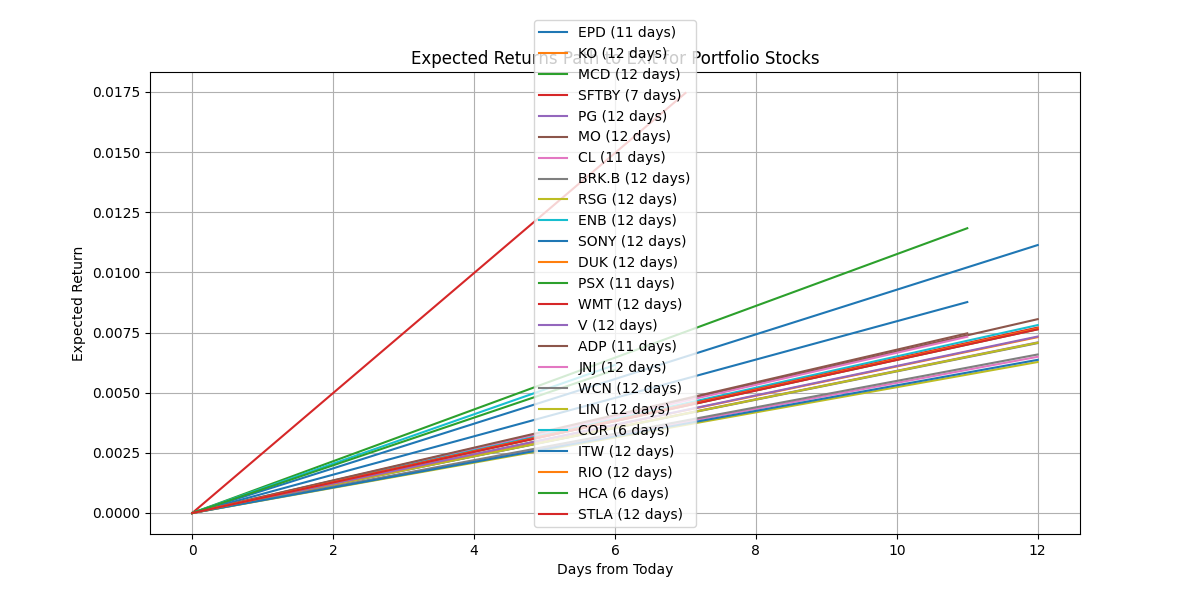 Expected Returns Path to Exit for Portfolio Stocks
EPD (11 days)
KO (12 days)
MCD (12 days)
SFTBY (7 days)
PG (12 days)
MO (12 days)
CL (11 days)
BRK.B (12 days)
RSG (12 days)
ENB (12 days)
SONY (12 days)
DUK (12 days)
PSX (11 days)
WMT (12 days)
V (12 days)
ADP (11 days)
JNJ (12 days)
WCN (12 days)
LIN (12 days)
COR (6 days)
ITW (12 days)
RIO (12 days)
HCA (6 days)
STLA (12 days)
Expected Return
0.0175
0.0150
0.0125
0.0100
0.0075
0.0050
0.0025
0.0000
0 2 4 6 8 10 12
Days from Today